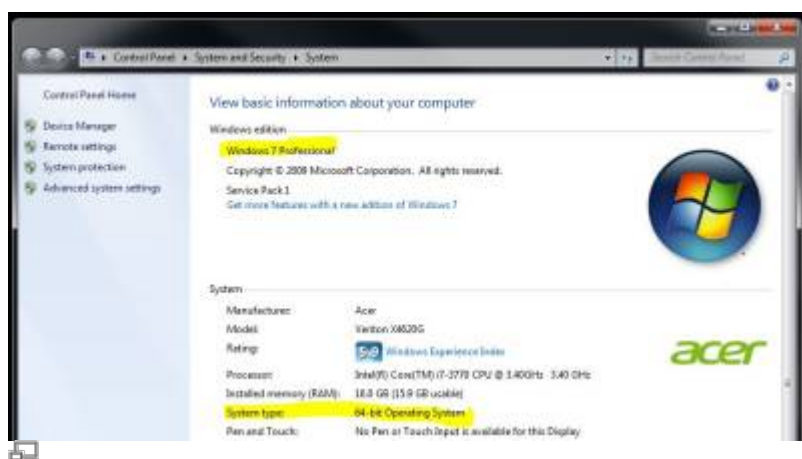 Control Panel ▸ System and Security ▸ System
Search Control Panel
Control Panel Home
Device Manager
Remote settings
System protection
Advanced system settings
View basic information about your computer
Windows edition
Windows 7 Professional
Copyright © 2009 Microsoft Corporation. All rights reserved.
Service Pack 1
Get more features with a new edition of Windows 7
System
Manufacturer: Acer
Model: Veriton X4620G
Rating: 5.9 Windows Experience Index
acer
Processor: Intel(R) Core(TM) i7-3770 CPU @ 3.40GHz 3.40 GHz
Installed memory (RAM): 16.0 GB (15.9 GB usable)
System type: 64-bit Operating System
Pen and Touch: No Pen or Touch Input is available for this Display